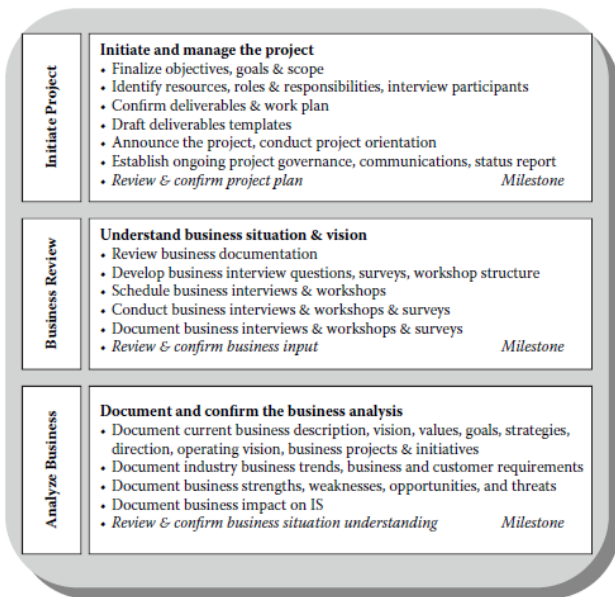 Initiate Project
Initiate and manage the project
• Finalize objectives, goals & scope
• Identify resources, roles & responsibilities, interview participants
• Confirm deliverables & work plan
• Draft deliverables templates
• Announce the project, conduct project orientation
• Establish ongoing project governance, communications, status report
• Review & confirm project plan Milestone
Business Review
Understand business situation & vision
• Review business documentation
• Develop business interview questions, surveys, workshop structure
• Schedule business interviews & workshops
• Conduct business interviews & workshops & surveys
• Document business interviews & workshops & surveys
• Review & confirm business input Milestone
Analyze Business
Document and confirm the business analysis
• Document current business description, vision, values, goals, strategies,
direction, operating vision, business projects & initiatives
• Document industry business trends, business and customer requirements
• Document business strengths, weaknesses, opportunities, and threats
• Document business impact on IS
• Review & confirm business situation understanding Milestone